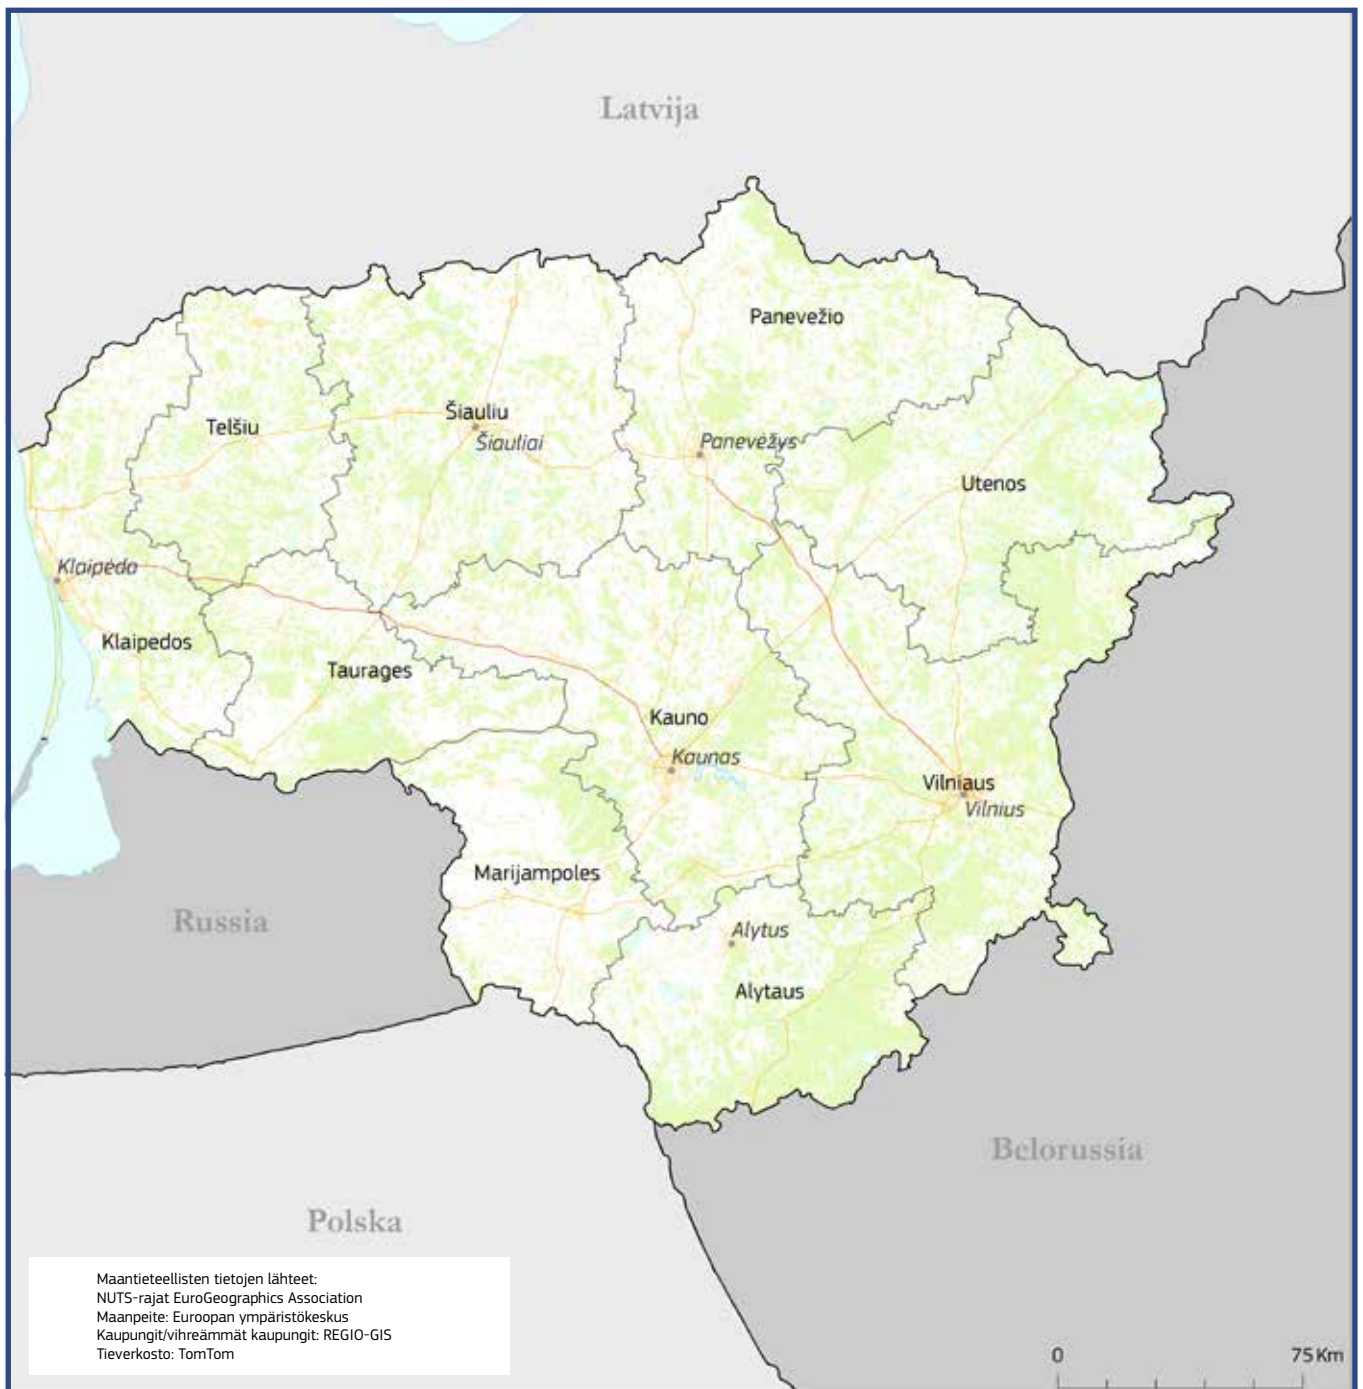 Latvija
Panevežio
Šiauliu
Šiauliai
Telšiu
Panevėžys
Utenos
Klaipėda
Klaipedos
Taurages
Kauno
Kaunas
Vilniaus
Vilnius
Marijampoles
Russia
Alytus
Alytaus
Belorussia
Polska
Maantieteellisten tietojen lähteet:
NUTS-rajat EuroGeographics Association
Maanpeite: Euroopan ympäristökeskus
Kaupungit/vihreämmät kaupungit: REGIO-GIS
Tieverkosto: TomTom
0 75 Km